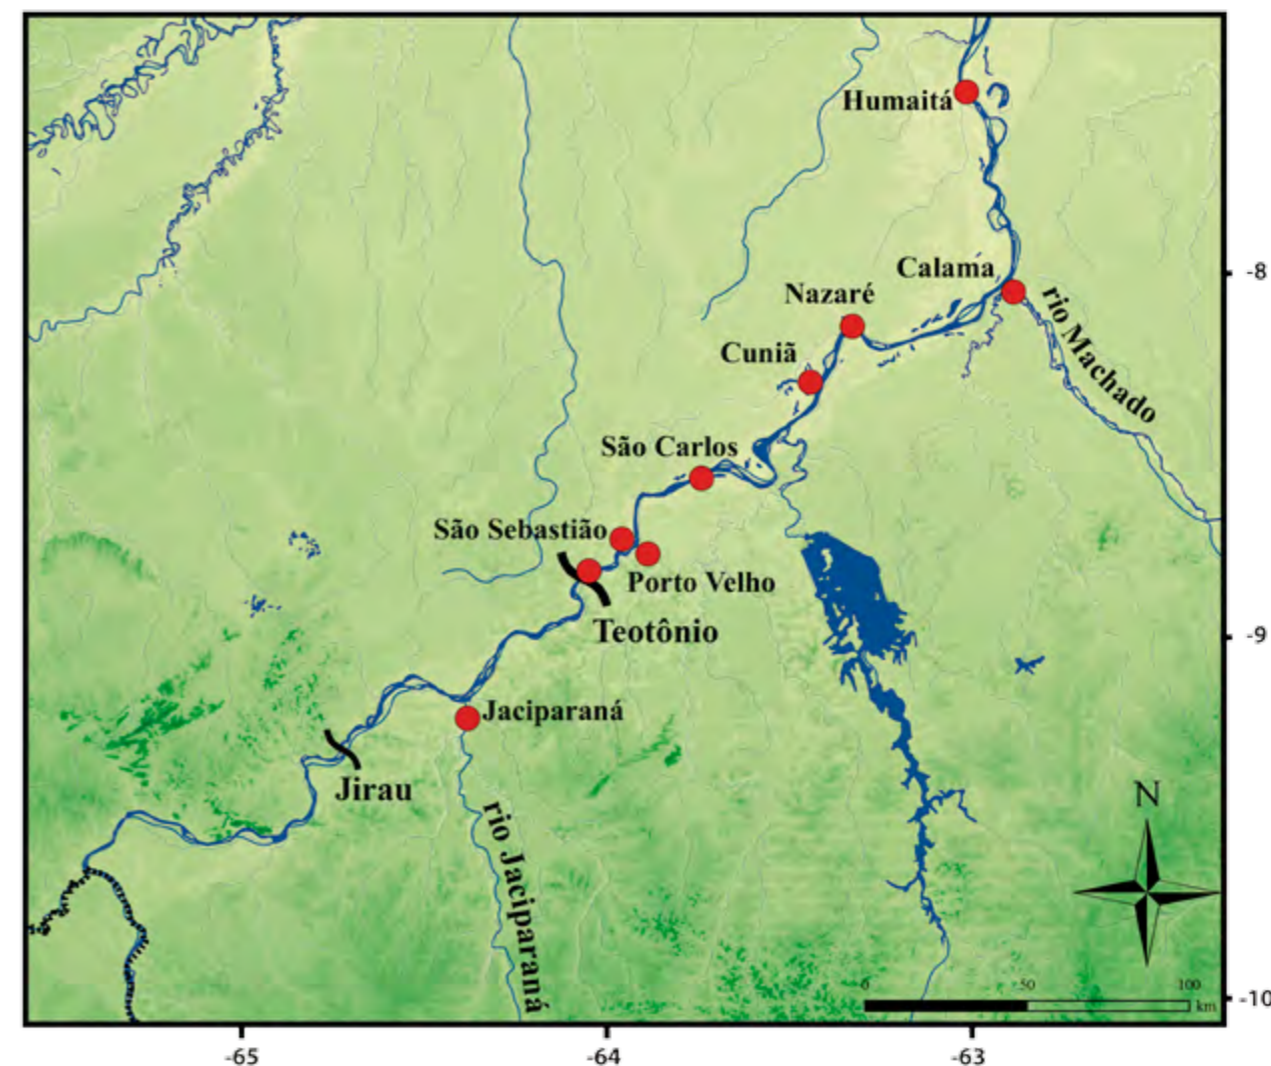 Humaitá
Calama
-8
Nazaré
rio Machado
Cuniã
São Carlos
São Sebastião
Porto Velho
Teotônio
-9
Jaciparaná
Jirau
N
rio Jaciparaná
0 50 100
km
-10
-65 -64 -63